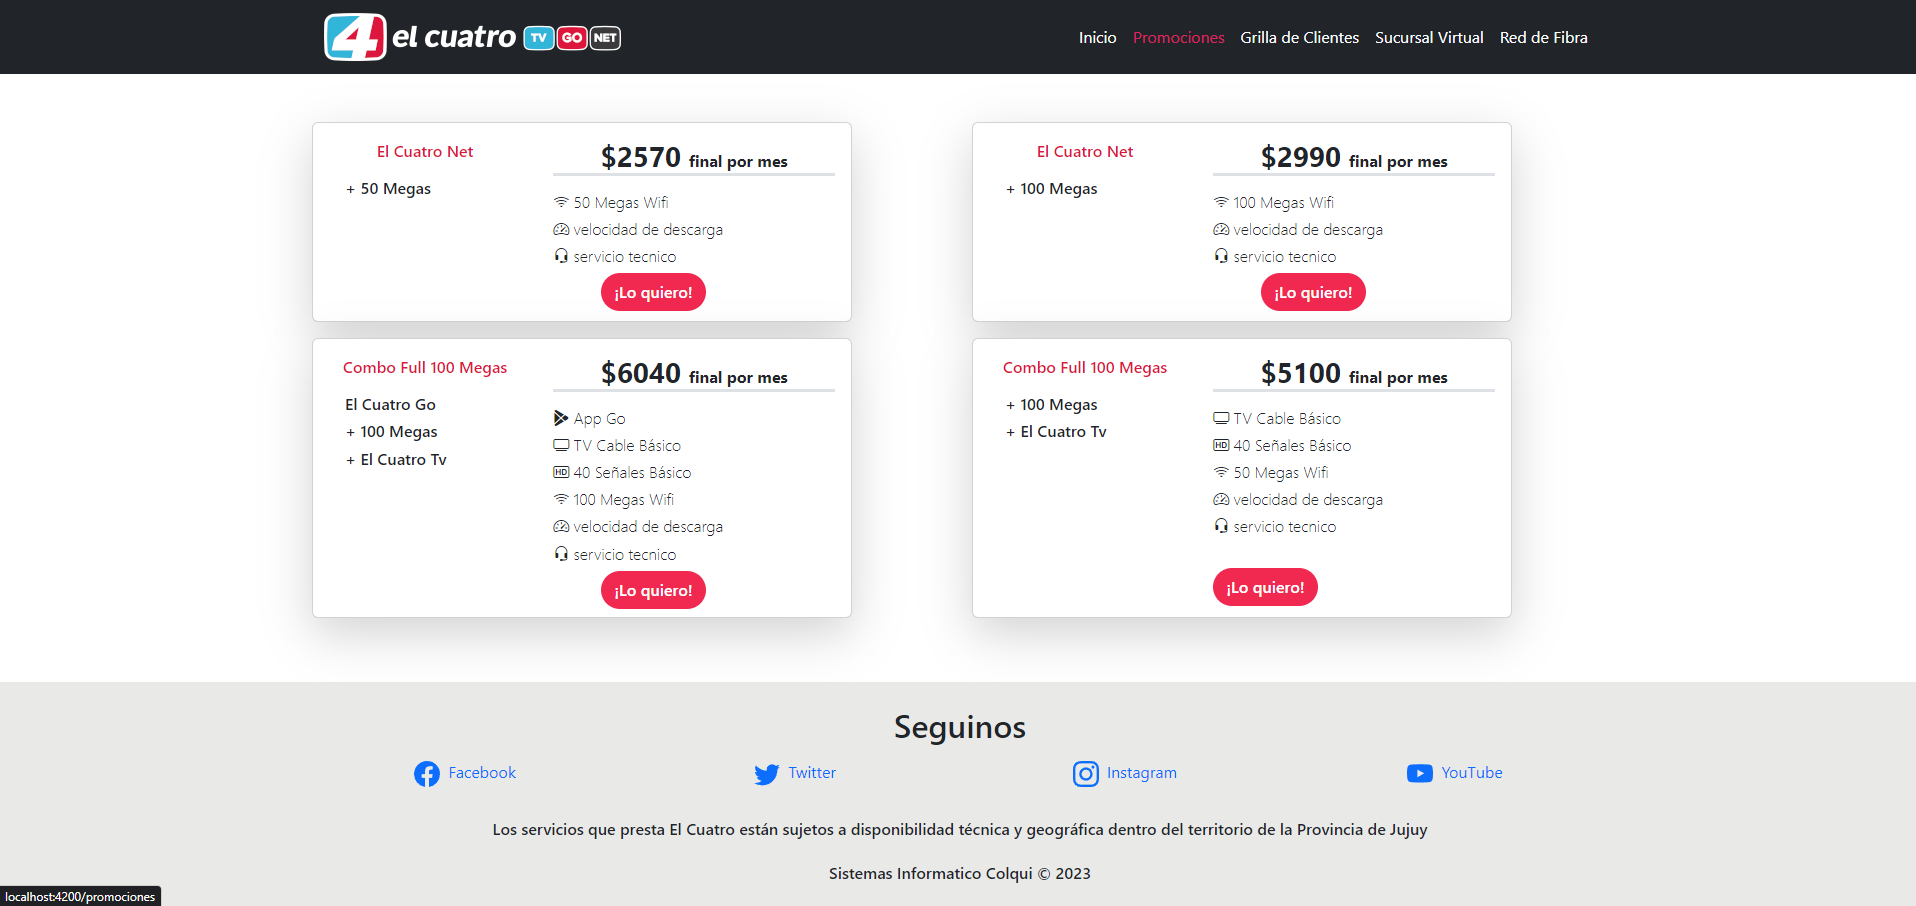 4 el cuatro TV GO NET
Inicio Promociones Grilla de Clientes Sucursal Virtual Red de Fibra
El Cuatro Net
+ 50 Megas
$2570 final por mes
50 Megas Wifi
velocidad de descarga
servicio tecnico
¡Lo quiero!
El Cuatro Net
+ 100 Megas
$2990 final por mes
100 Megas Wifi
velocidad de descarga
servicio tecnico
¡Lo quiero!
Combo Full 100 Megas
El Cuatro Go
+ 100 Megas
+ El Cuatro Tv
$6040 final por mes
App Go
TV Cable Básico
HD 40 Señales Básico
100 Megas Wifi
velocidad de descarga
servicio tecnico
¡Lo quiero!
Combo Full 100 Megas
+ 100 Megas
+ El Cuatro Tv
$5100 final por mes
TV Cable Básico
HD 40 Señales Básico
50 Megas Wifi
velocidad de descarga
servicio tecnico
¡Lo quiero!
Seguinos
Facebook Twitter Instagram YouTube
Los servicios que presta El Cuatro están sujetos a disponibilidad técnica y geográfica dentro del territorio de la Provincia de Jujuy
Sistemas Informatico Colqui © 2023
localhost:4200/promociones